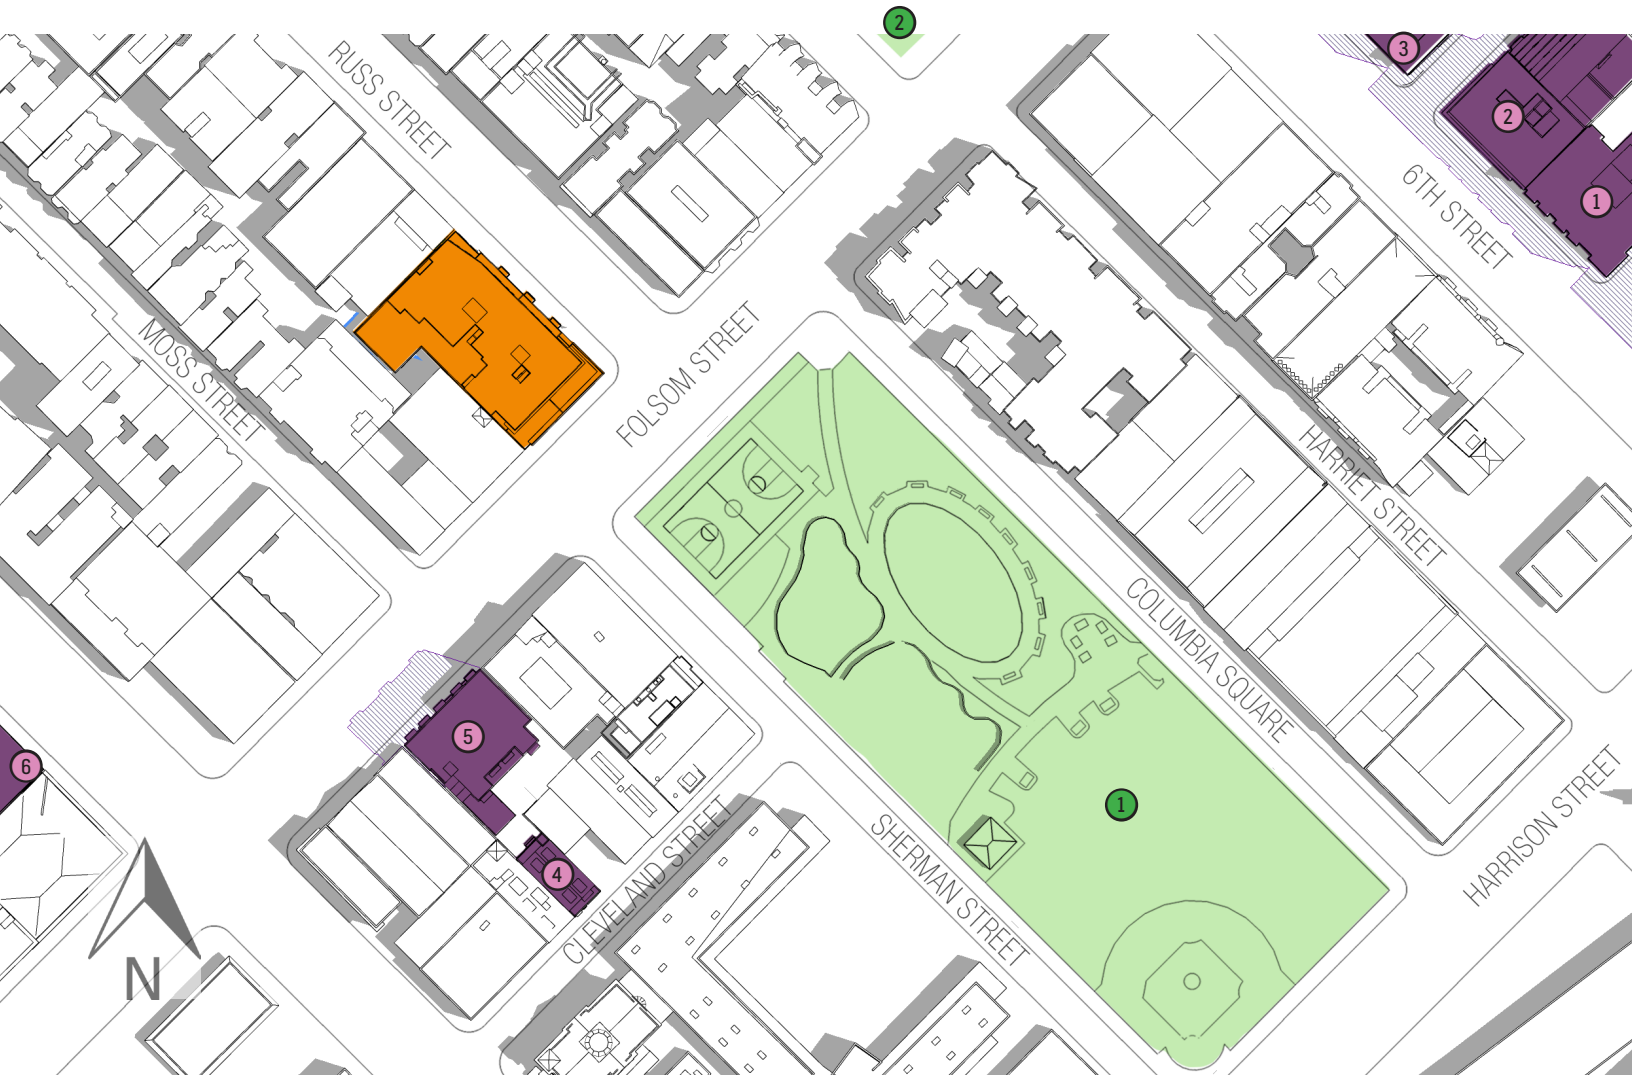 2
3
RUSS STREET
2
6TH STREET
1
MOSS STREET
FOLSOM STREET
HARRIET STREET
COLUMBIA SQUARE
5
6
1
HARRISON STREET
4
CLEVELAND STREET
SHERMAN STREET
N